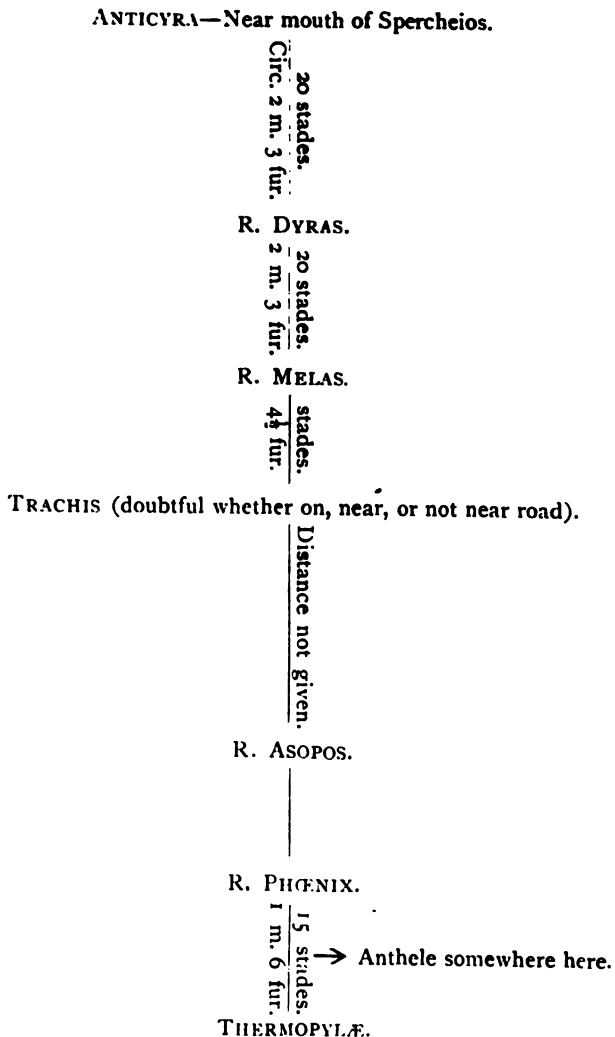 ANTICYRA—Near mouth of Spercheios.
20 stades.
Circ. 2 m. 3 fur.
R. DYRAS.
20 stades.
2 m. 3 fur.
R. MELAS.
stades.
fur.
TRACHIS (doubtful whether on, near, or not near road).
Distance not given.
R. ASOPOS.
R. PHŒNIX.
15 stades.
1 m. 6 fur.
→ Anthele somewhere here.
THERMOPYLÆ.